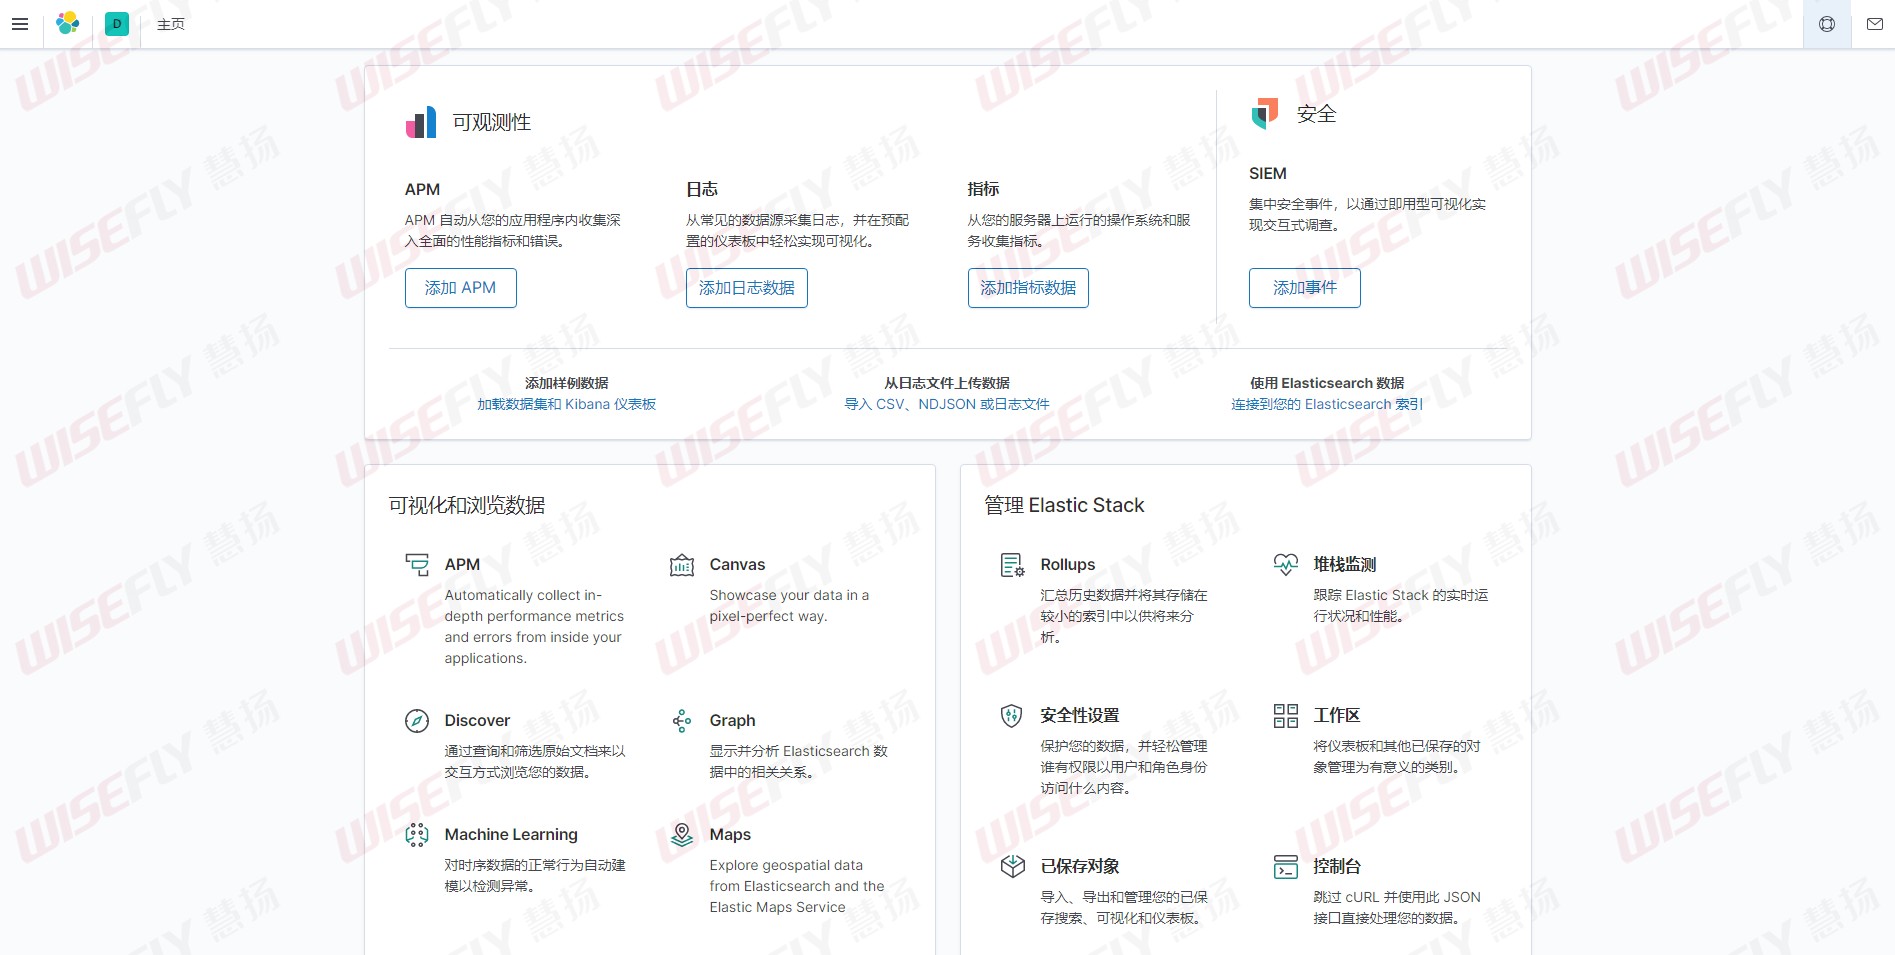 D
主页
可观测性
安全
APM
APM 自动从您的应用程序内收集深
入全面的性能指标和错误。
添加 APM
日志
从常见的数据源采集日志，并在预配
置的仪表板中轻松实现可视化。
添加日志数据
指标
从您的服务器上运行的操作系统和服
务收集指标。
添加指标数据
SIEM
集中安全事件，以通过即用型可视化实
现交互式调查。
添加事件
添加样例数据
加载数据集和 Kibana 仪表板
从日志文件上传数据
导入 CSV、NDJSON 或日志文件
使用 Elasticsearch 数据
连接到您的 Elasticsearch 索引
可视化和浏览数据
APM
Automatically collect in-
depth performance metrics
and errors from inside your
applications.
Canvas
Showcase your data in a
pixel-perfect way.
Discover
通过查询和筛选原始文档来以
交互方式浏览您的数据。
Graph
显示并分析 Elasticsearch 数
据中的相关关系。
Machine Learning
对时序数据的正常行为自动建
模以检测异常。
Maps
Explore geospatial data
from Elasticsearch and the
Elastic Maps Service
管理 Elastic Stack
Rollups
汇总历史数据并将其存储在
较小的索引中以供将来分
析。
堆栈监测
跟踪 Elastic Stack 的实时运
行状况和性能。
安全性设置
保护您的数据，并轻松管理
谁有权限以用户和角色身份
访问什么内容。
工作区
将仪表板和其他已保存的对
象管理为有意义的类别。
已保存对象
导入、导出和管理您的已保
存搜索、可视化和仪表板。
控制台
跳过 cURL 并使用此 JSON
接口直接处理您的数据。
WISEFLY 慧扬